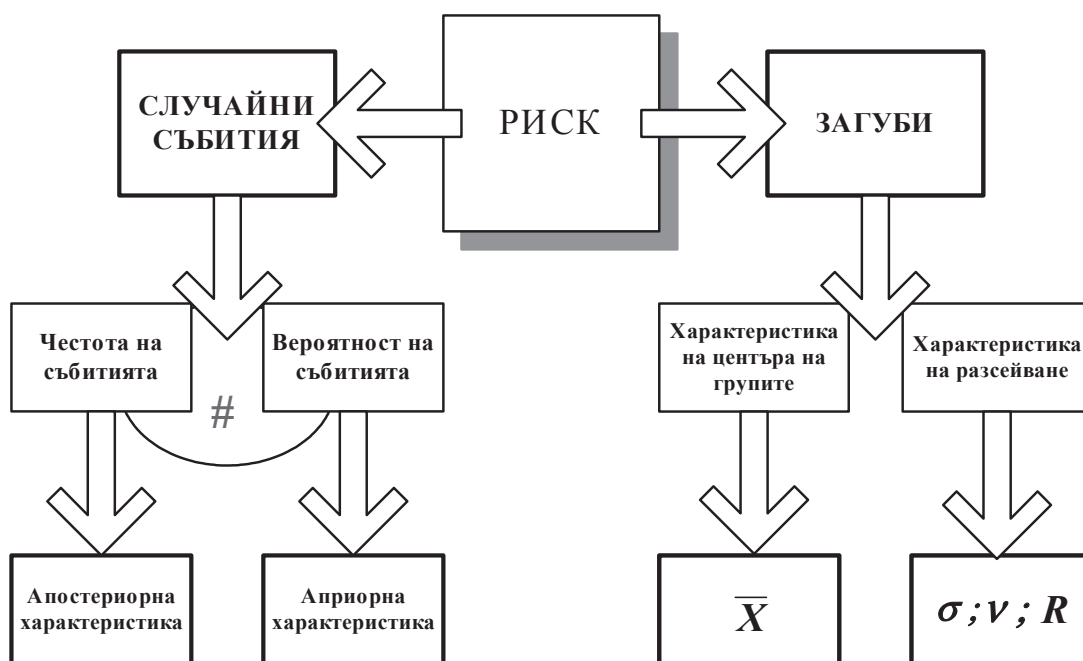 РИСК
СЛУЧАЙНИ
СЪБИТИЯ
ЗАГУБИ
Честота на
събитията
#
Вероятност на
събитията
Характеристика
на центъра на
групите
Характеристика
на разсейване
Апостериорна
характеристика
Априорна
характеристика
X̅
σ ; ν ; R